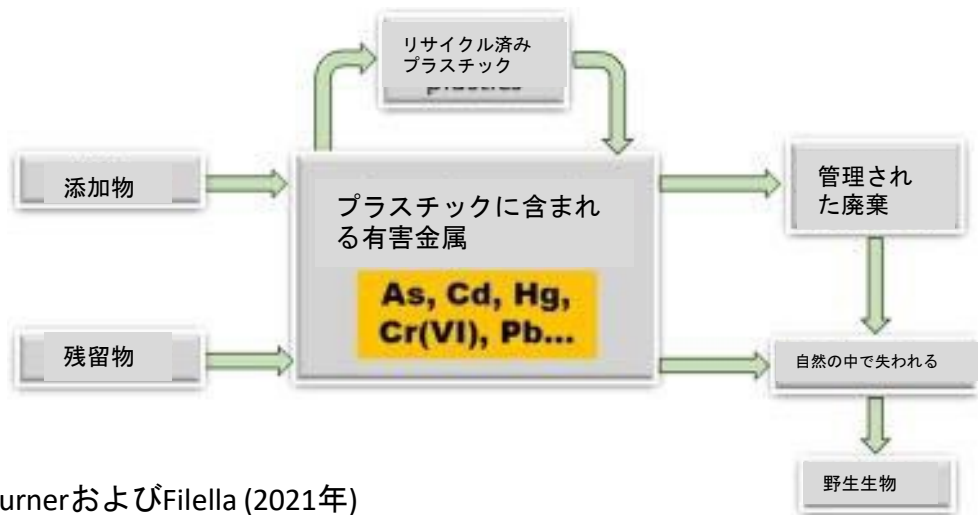 リサイクル済み
プラスチック
添加物
プラスチックに含まれ
る有害金属
As, Cd, Hg,
Cr(VI), Pb...
管理され
た廃棄
残留物
自然の中で失われる
野生生物
urnerおよびFilella (2021年)